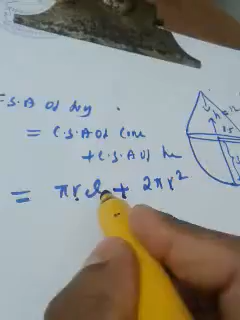 T.S.A of toy
= C.S.A of Cone
+ C.S.A of he
= πrl + 2πr²